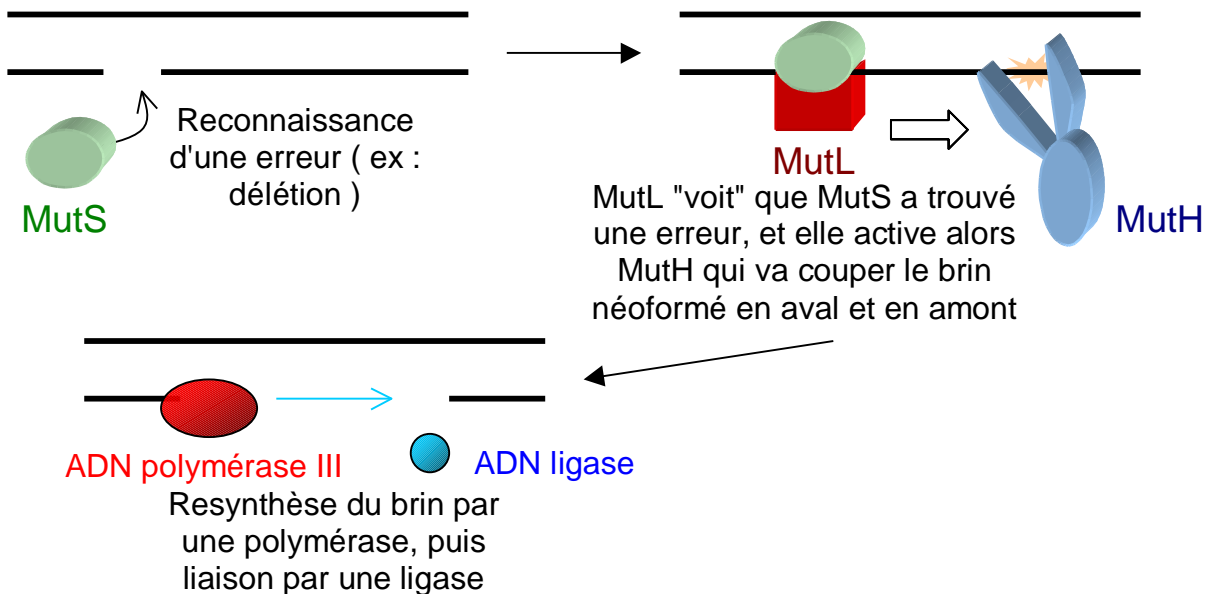 Reconnaissance
d'une erreur ( ex :
délétion )
MutS
MutL
MutH
MutL "voit" que MutS a trouvé
une erreur, et elle active alors
MutH qui va couper le brin
néoformé en aval et en amont
ADN polymérase III
ADN ligase
Resynthèse du brin par
une polymérase, puis
liaison par une ligase